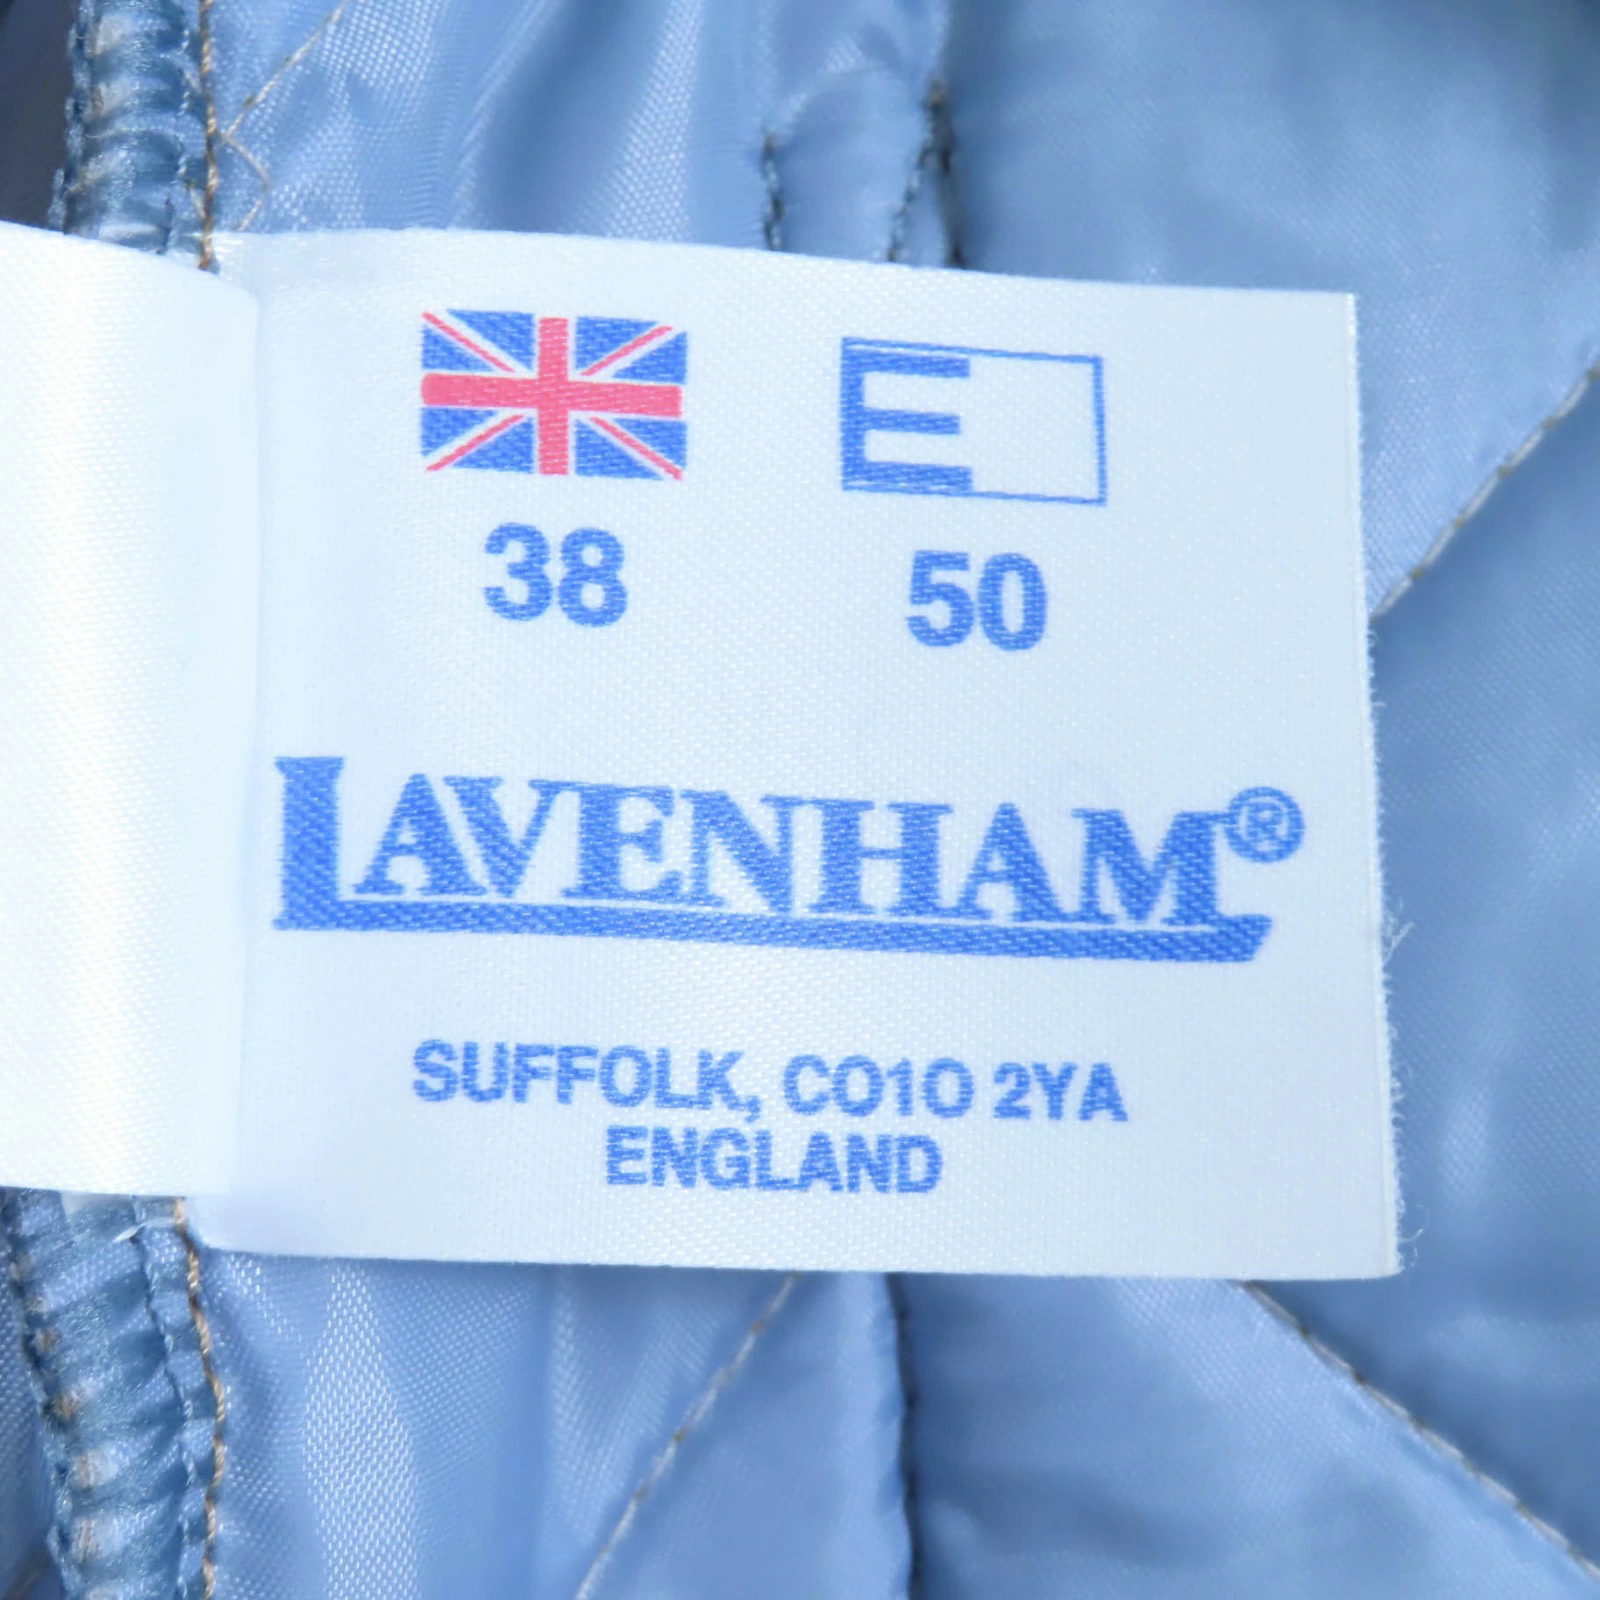 E
38 50
LAVENHAM®
SUFFOLK, CO10 2YA
ENGLAND